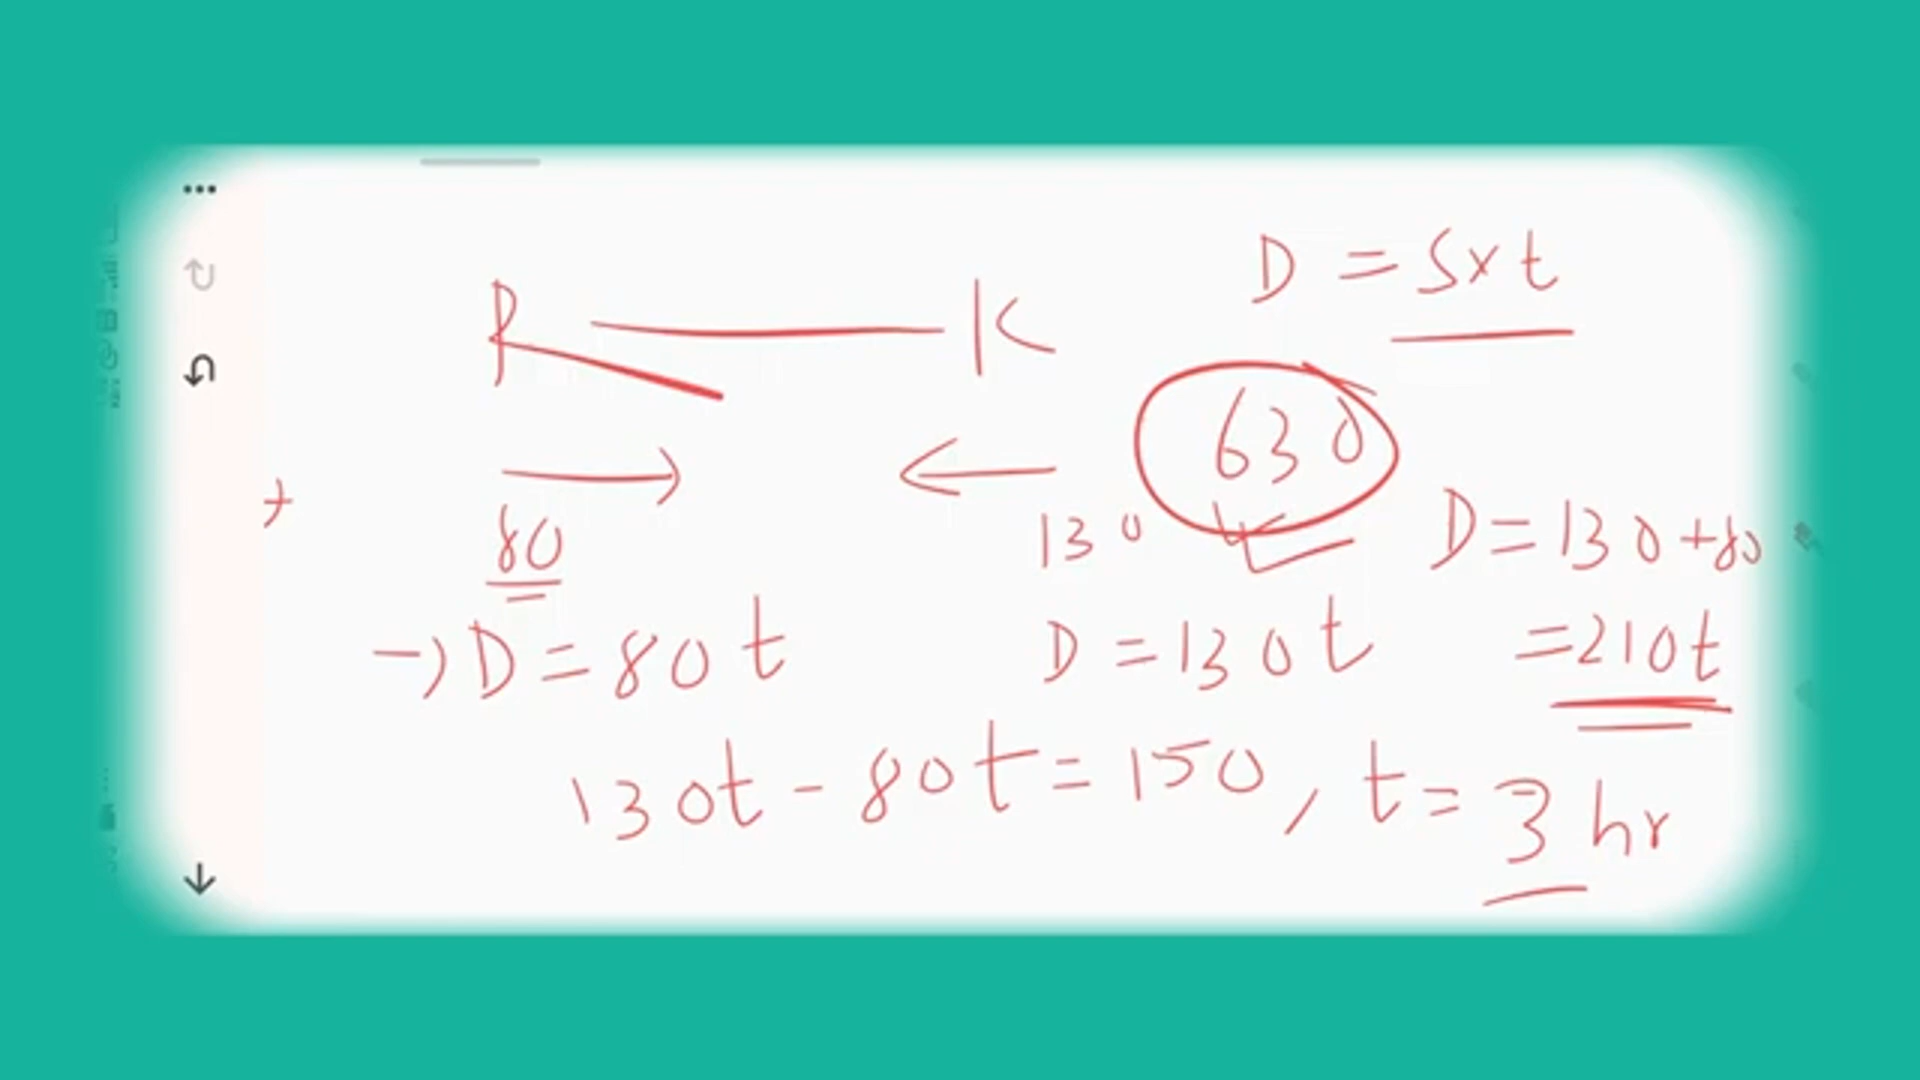 R — K
D = S x t
630
80
130
D = 130 + 80
→ D = 80t
D = 130t
= 210t
130t - 80t = 150, t = 3 hr